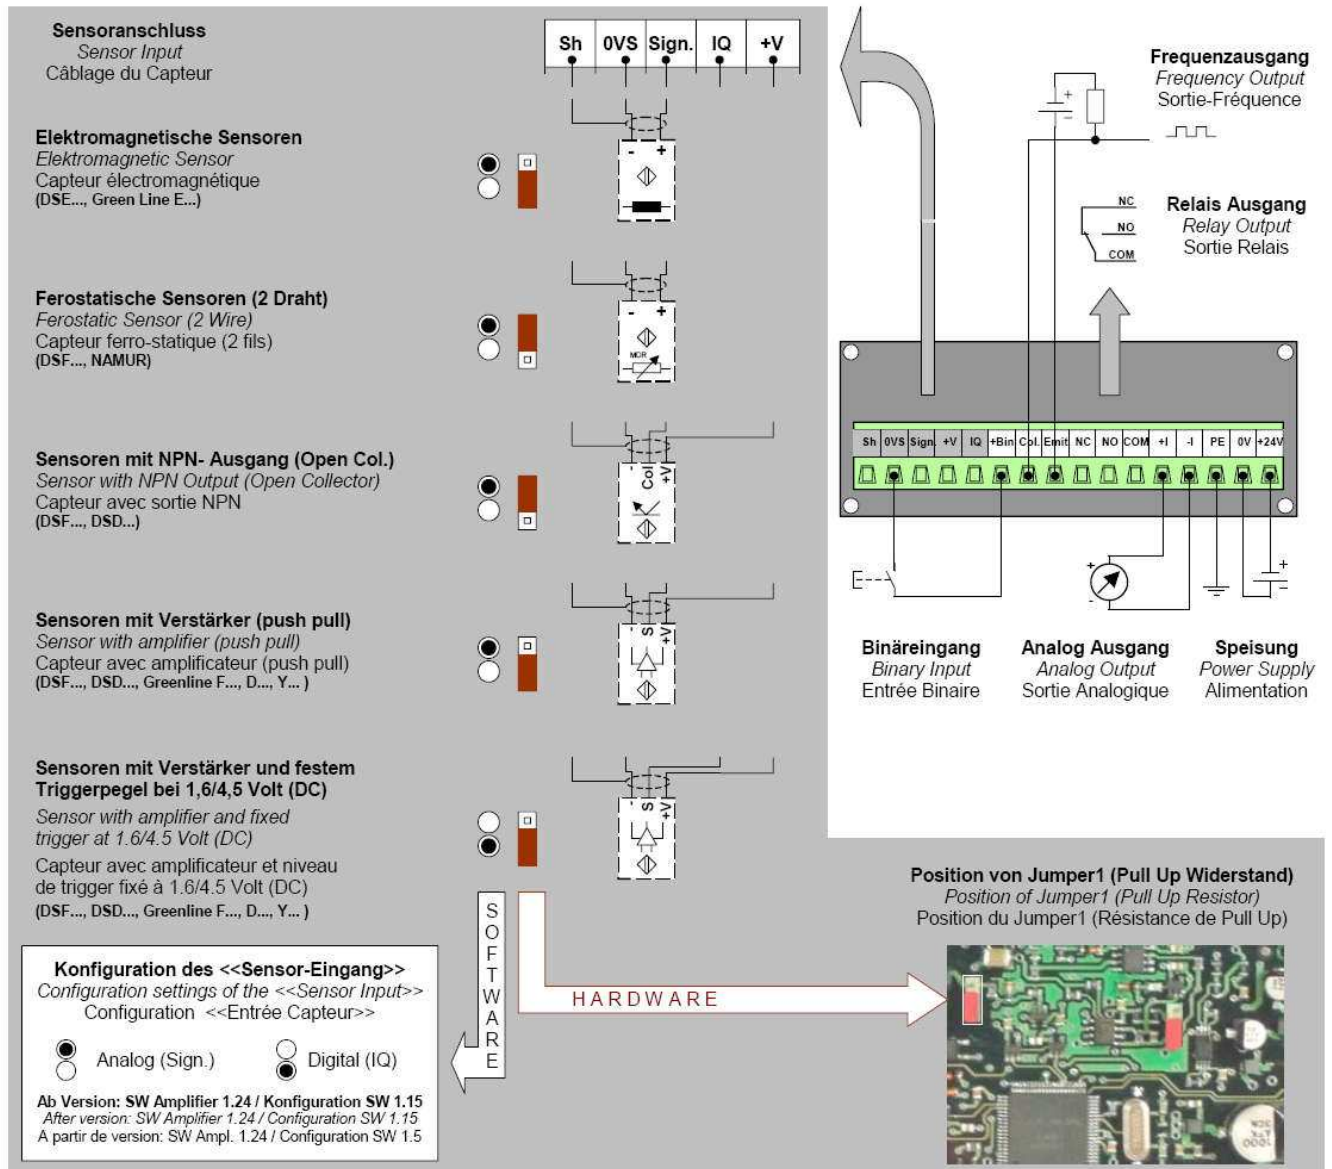 Sensoranschluss
Sensor Input
Câblage du Capteur
Sh 0VS Sign. IQ +V
Elektromagnetische Sensoren
Elektromagnetic Sensor
Capteur électromagnétique
(DSE..., Green Line E...)
- +
Ferostatische Sensoren (2 Draht)
Ferostatic Sensor (2 Wire)
Capteur ferro-statique (2 fils)
(DSF..., NAMUR)
- +
MDR
Sensoren mit NPN- Ausgang (Open Col.)
Sensor with NPN Output (Open Collector)
Capteur avec sortie NPN
(DSF..., DSD...)
- Col +V
Sensoren mit Verstärker (push pull)
Sensor with amplifier (push pull)
Capteur avec amplificateur (push pull)
(DSF..., DSD..., Greenline F..., D..., Y... )
- S +V
Sensoren mit Verstärker und festem
Triggerpegel bei 1,6/4,5 Volt (DC)
Sensor with amplifier and fixed
trigger at 1.6/4.5 Volt (DC)
Capteur avec amplificateur et niveau
de trigger fixé à 1.6/4.5 Volt (DC)
(DSF..., DSD..., Greenline F..., D..., Y... )
- S +V
SOFTWARE
HARDWARE
Konfiguration des <<Sensor-Eingang>>
Configuration settings of the <<Sensor Input>>
Configuration <<Entrée Capteur>>
Analog (Sign.) Digital (IQ)
Ab Version: SW Amplifier 1.24 / Konfiguration SW 1.15
After version: SW Amplifier 1.24 / Configuration SW 1.15
A partir de version: SW Ampl. 1.24 / Configuration SW 1.5
Frequenzausgang
Frequency Output
Sortie-Fréquence
+
-
NC
NO
COM
Relais Ausgang
Relay Output
Sortie Relais
Sh 0VS Sign. +V IQ +Bin Col. Emit NC NO COM +I -I PE 0V +24V
+
-
+
-
Binäreingang
Binary Input
Entrée Binaire
Analog Ausgang
Analog Output
Sortie Analogique
Speisung
Power Supply
Alimentation
Position von Jumper1 (Pull Up Widerstand)
Position of Jumper1 (Pull Up Resistor)
Position du Jumper1 (Résistance de Pull Up)